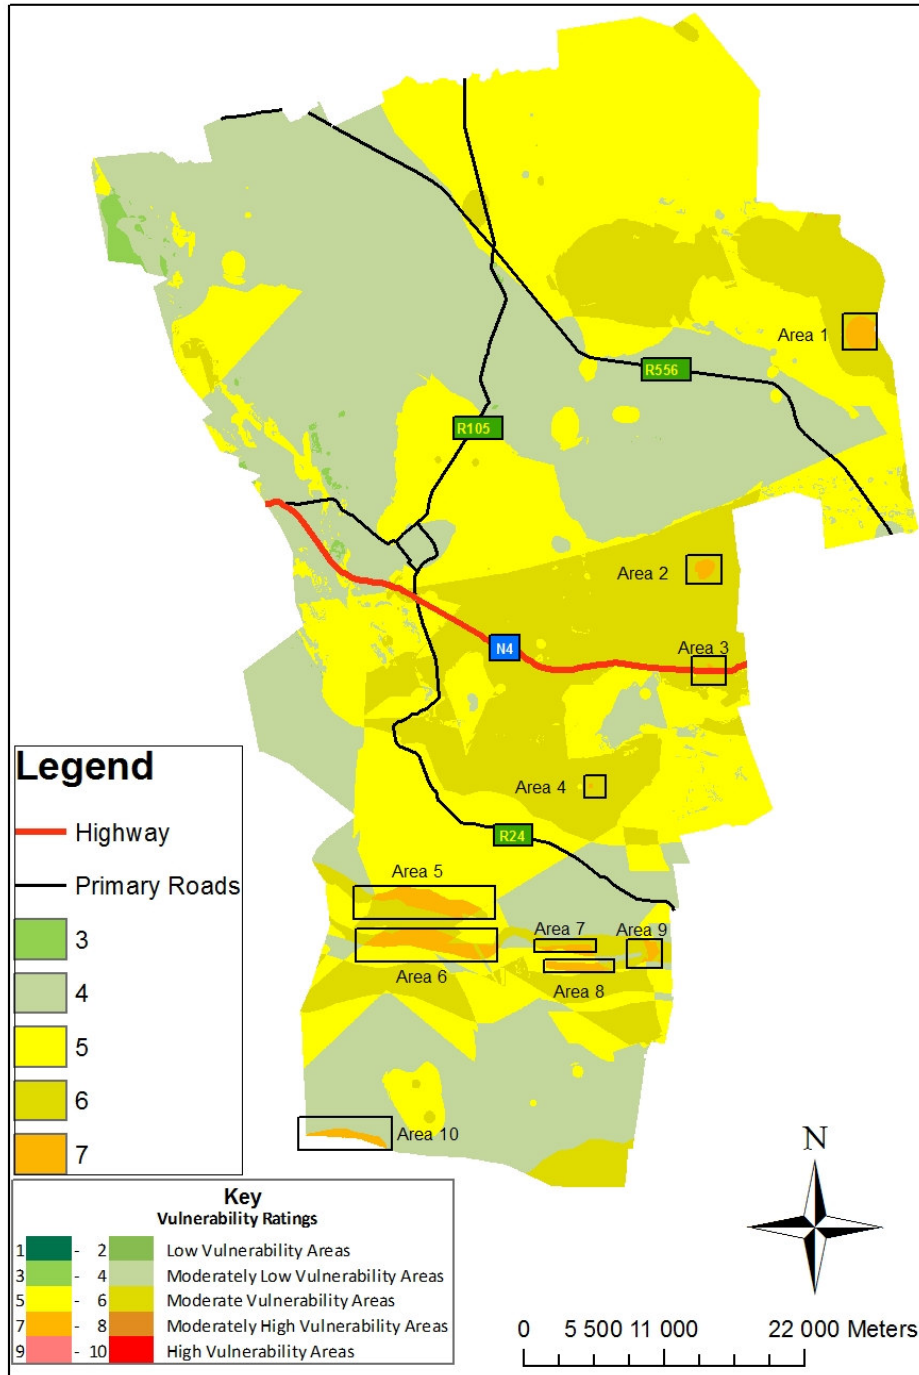 Area 1
R556
R105
Area 2
Area 3
N4
Area 4
R24
Area 5
Area 7
Area 9
Area 6
Area 8
Area 10
Legend
Highway
Primary Roads
3
4
5
6
7
N
Key
Vulnerability Ratings
1 - 2 Low Vulnerability Areas
3 - 4 Moderately Low Vulnerability Areas
5 - 6 Moderate Vulnerability Areas
7 - 8 Moderately High Vulnerability Areas
9 - 10 High Vulnerability Areas
0 5 500 11 000 22 000 Meters